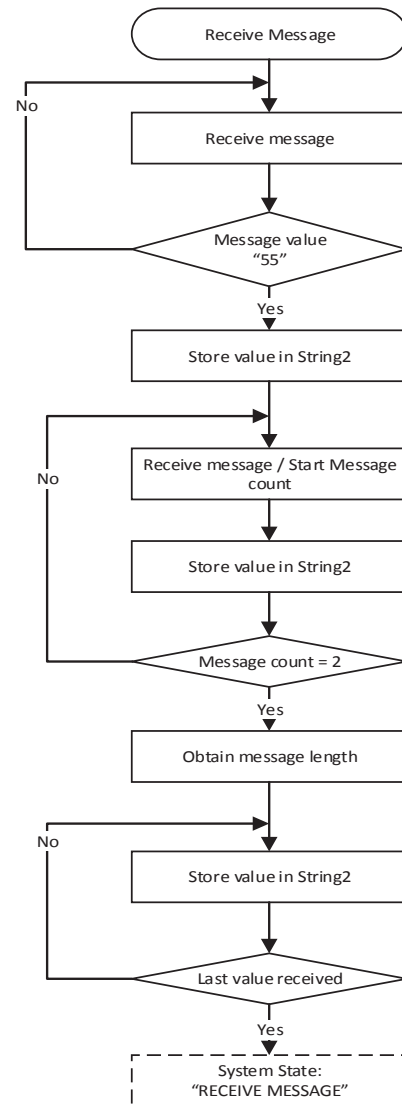 Receive Message
No
Receive message
Message value
“55”
Yes
Store value in String2
No
Receive message / Start Message
count
Store value in String2
Message count = 2
Yes
Obtain message length
No
Store value in String2
Last value received
Yes
System State:
“RECEIVE MESSAGE”